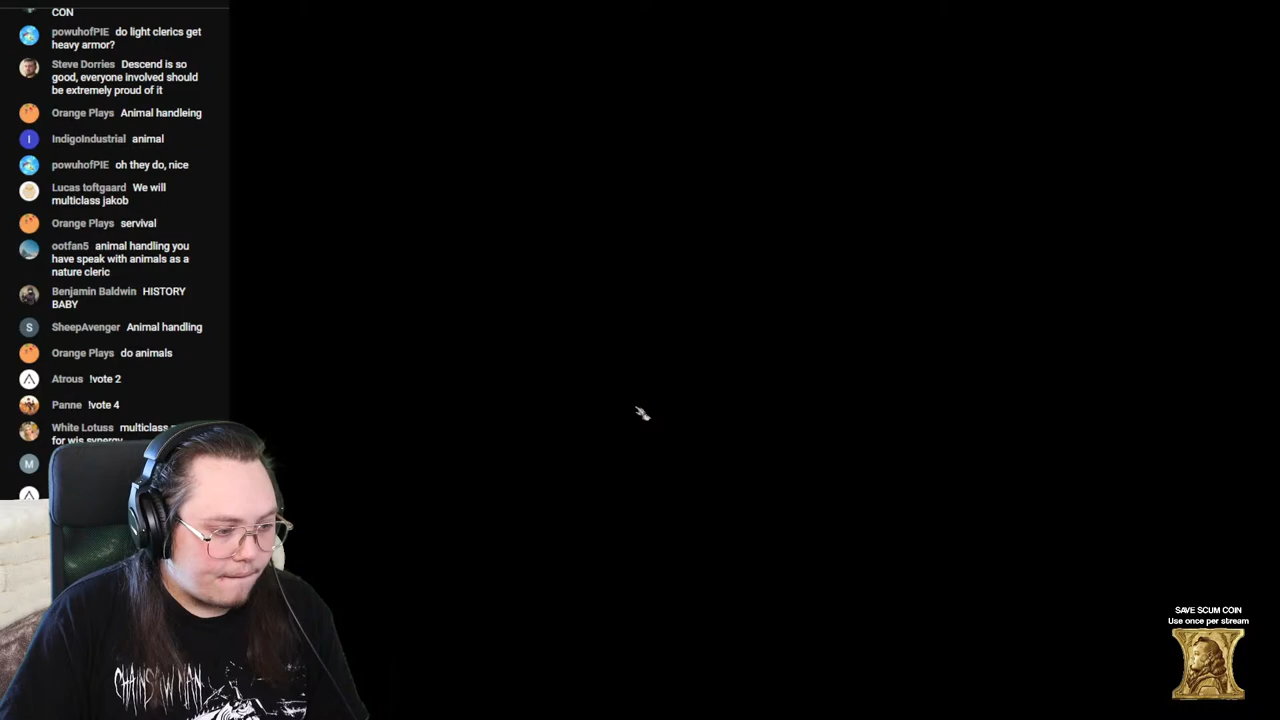 CON
powuhofPIE do light clerics get
heavy armor?
Steve Dorries Descend is so
good, everyone involved should
be extremely proud of it
Orange Plays Animal handleing
IndigoIndustrial animal
powuhofPIE oh they do, nice
Lucas toftgaard We will
multiclass jakob
Orange Plays servival
ootfan5 animal handling you
have speak with animals as a
nature cleric
Benjamin Baldwin HISTORY
BABY
S SheepAvenger Animal handling
Orange Plays do animals
Atrous !vote 2
Panne !vote 4
White Lotuss multiclass
for wis synergy
M
CHAINSAW MAN
SAVE SCUM COIN
Use once per stream